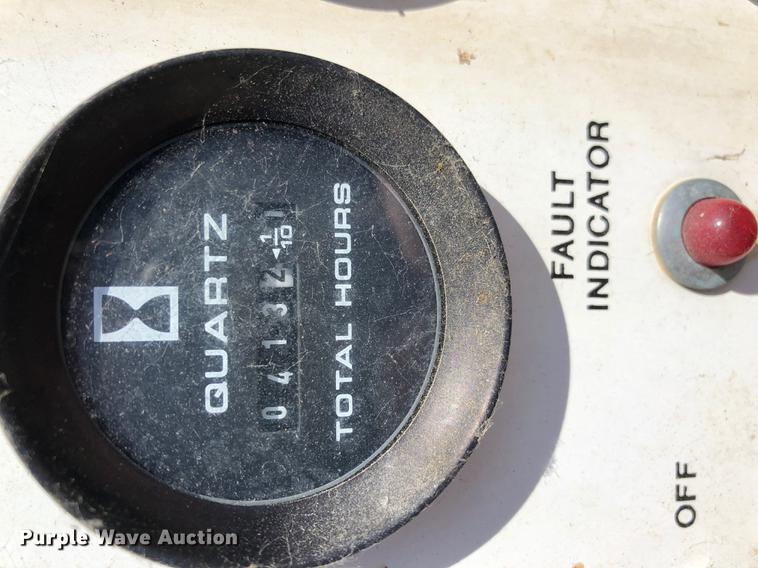 QUARTZ
0 4 1 3 2 ◄1/10
TOTAL HOURS
FAULT
INDICATOR
OFF
Purple Wave Auction